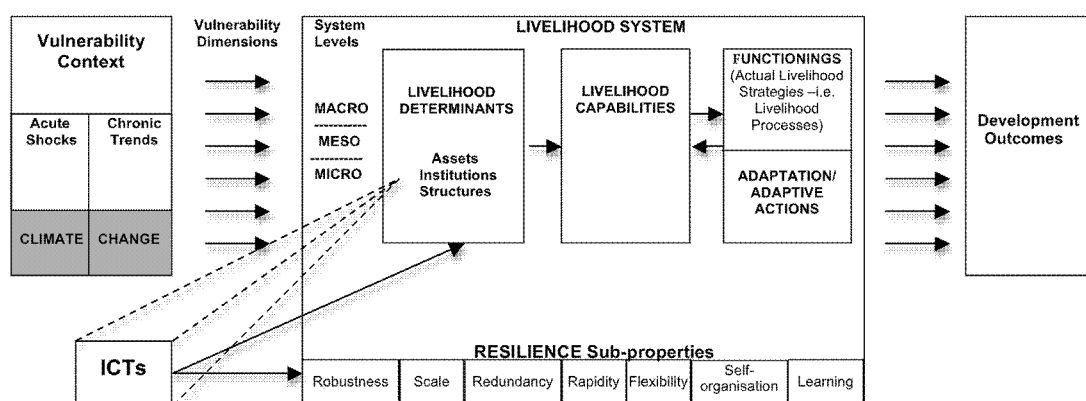 Vulnerability
Context
Acute
Shocks
Chronic
Trends
CLIMATE
CHANGE
Vulnerability
Dimensions
System
Levels
LIVELIHOOD SYSTEM
MACRO
MESO
MICRO
LIVELIHOOD
DETERMINANTS
Assets
Institutions
Structures
LIVELIHOOD
CAPABILITIES
FUNCTIONINGS
(Actual Livelihood
Strategies –i.e.
Livelihood
Processes)
ADAPTATION/
ADAPTIVE
ACTIONS
Development
Outcomes
ICTs
RESILIENCE Sub-properties
Robustness
Scale
Redundancy
Rapidity
Flexibility
Self-
organisation
Learning